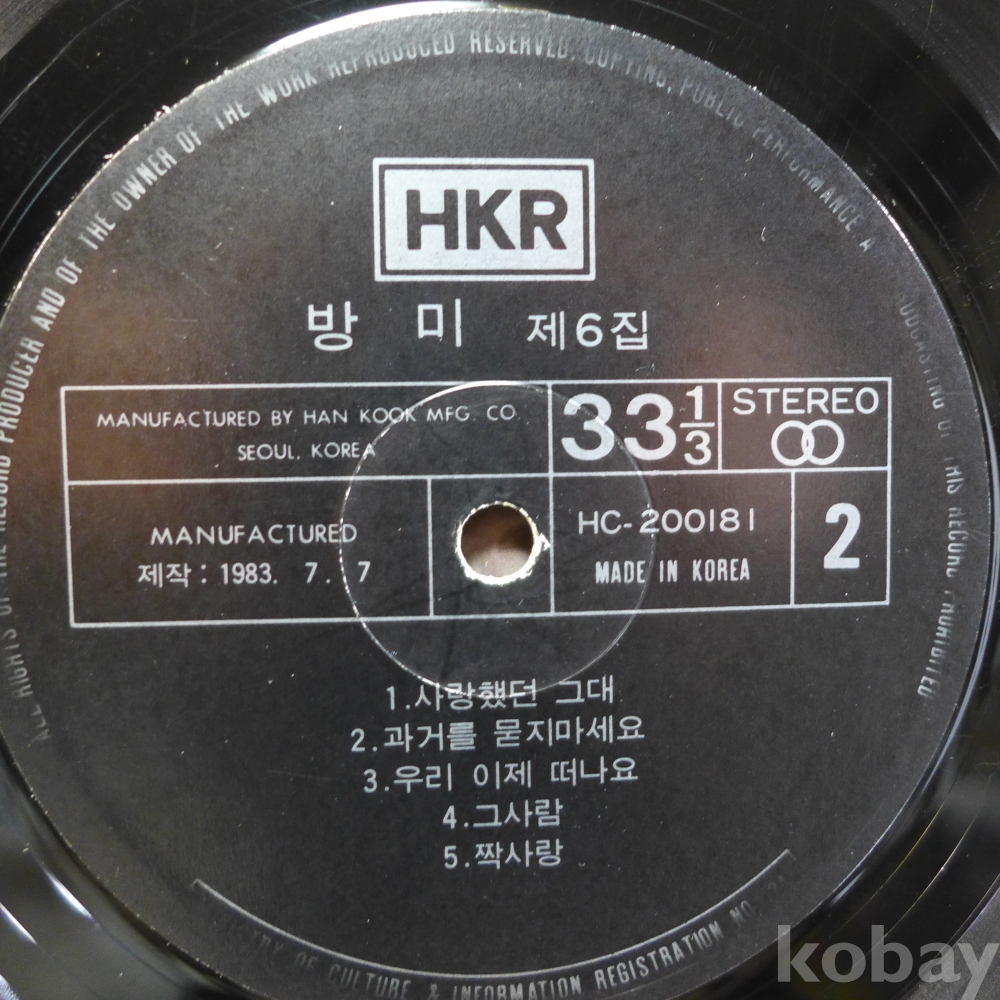 ALL RIGHTS OF THE RECORD PRODUCER AND OF THE OWNER OF THE WORK REPRODUCED RESERVED. COPYING, PUBLIC PERFORMANCE A
OF THIS RECORD PROHIBITED
HKR
방 미 제6집
MANUFACTURED BY HAN KOOK MFG. CO.
SEOUL, KOREA
33 1/3
STEREO
MANUFACTURED
제작: 1983. 7. 7
HC-200181
MADE IN KOREA
2
1.사랑했던 그대
2.과거를 묻지마세요
3.우리 이제 떠나요
4.그사람
5.짝사랑
OF CULTURE & INFORMATION REGISTRATION NO.
kobay